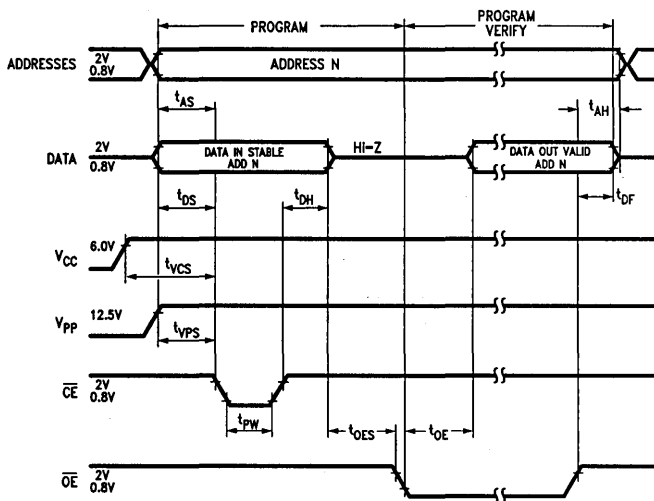 PROGRAM
PROGRAM
VERIFY
ADDRESSES
2V
0.8V
ADDRESS N
tAS
tAH
DATA
2V
0.8V
DATA IN STABLE
ADD N
HI-Z
DATA OUT VALID
ADD N
tDS
tDH
tDF
VCC
6.0V
tVCS
VPP
12.5V
tVPS
CE
2V
0.8V
tPW
tOES
tOE
OE
2V
0.8V